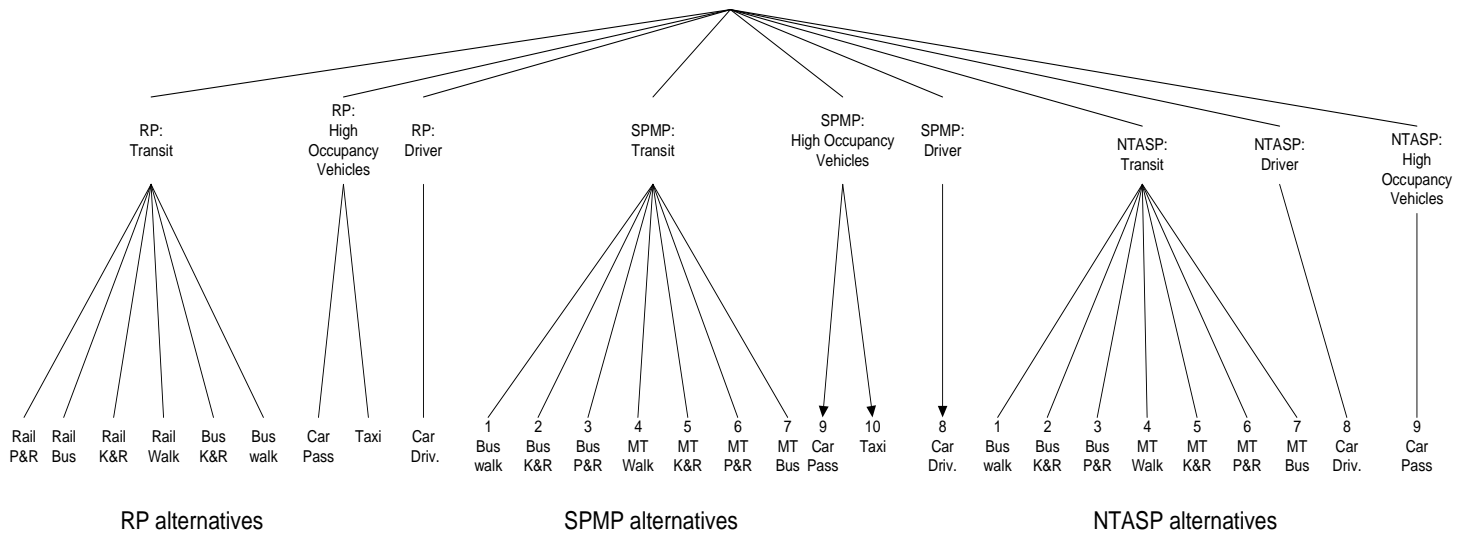 RP:
Transit
RP:
High
Occupancy
Vehicles
RP:
Driver
SPMP:
Transit
SPMP:
High Occupancy
Vehicles
SPMP:
Driver
NTASP:
Transit
NTASP:
Driver
NTASP:
High
Occupancy
Vehicles
Rail
P&R
Rail
Bus
Rail
K&R
Rail
Walk
Bus
K&R
Bus
walk
Car
Pass
Taxi
Car
Driv.
1
Bus
walk
2
Bus
K&R
3
Bus
P&R
4
MT
Walk
5
MT
K&R
6
MT
P&R
7
MT
Bus
9
Car
Pass
10
Taxi
8
Car
Driv.
1
Bus
walk
2
Bus
K&R
3
Bus
P&R
4
MT
Walk
5
MT
K&R
6
MT
P&R
7
MT
Bus
8
Car
Driv.
9
Car
Pass
RP alternatives
SPMP alternatives
NTASP alternatives